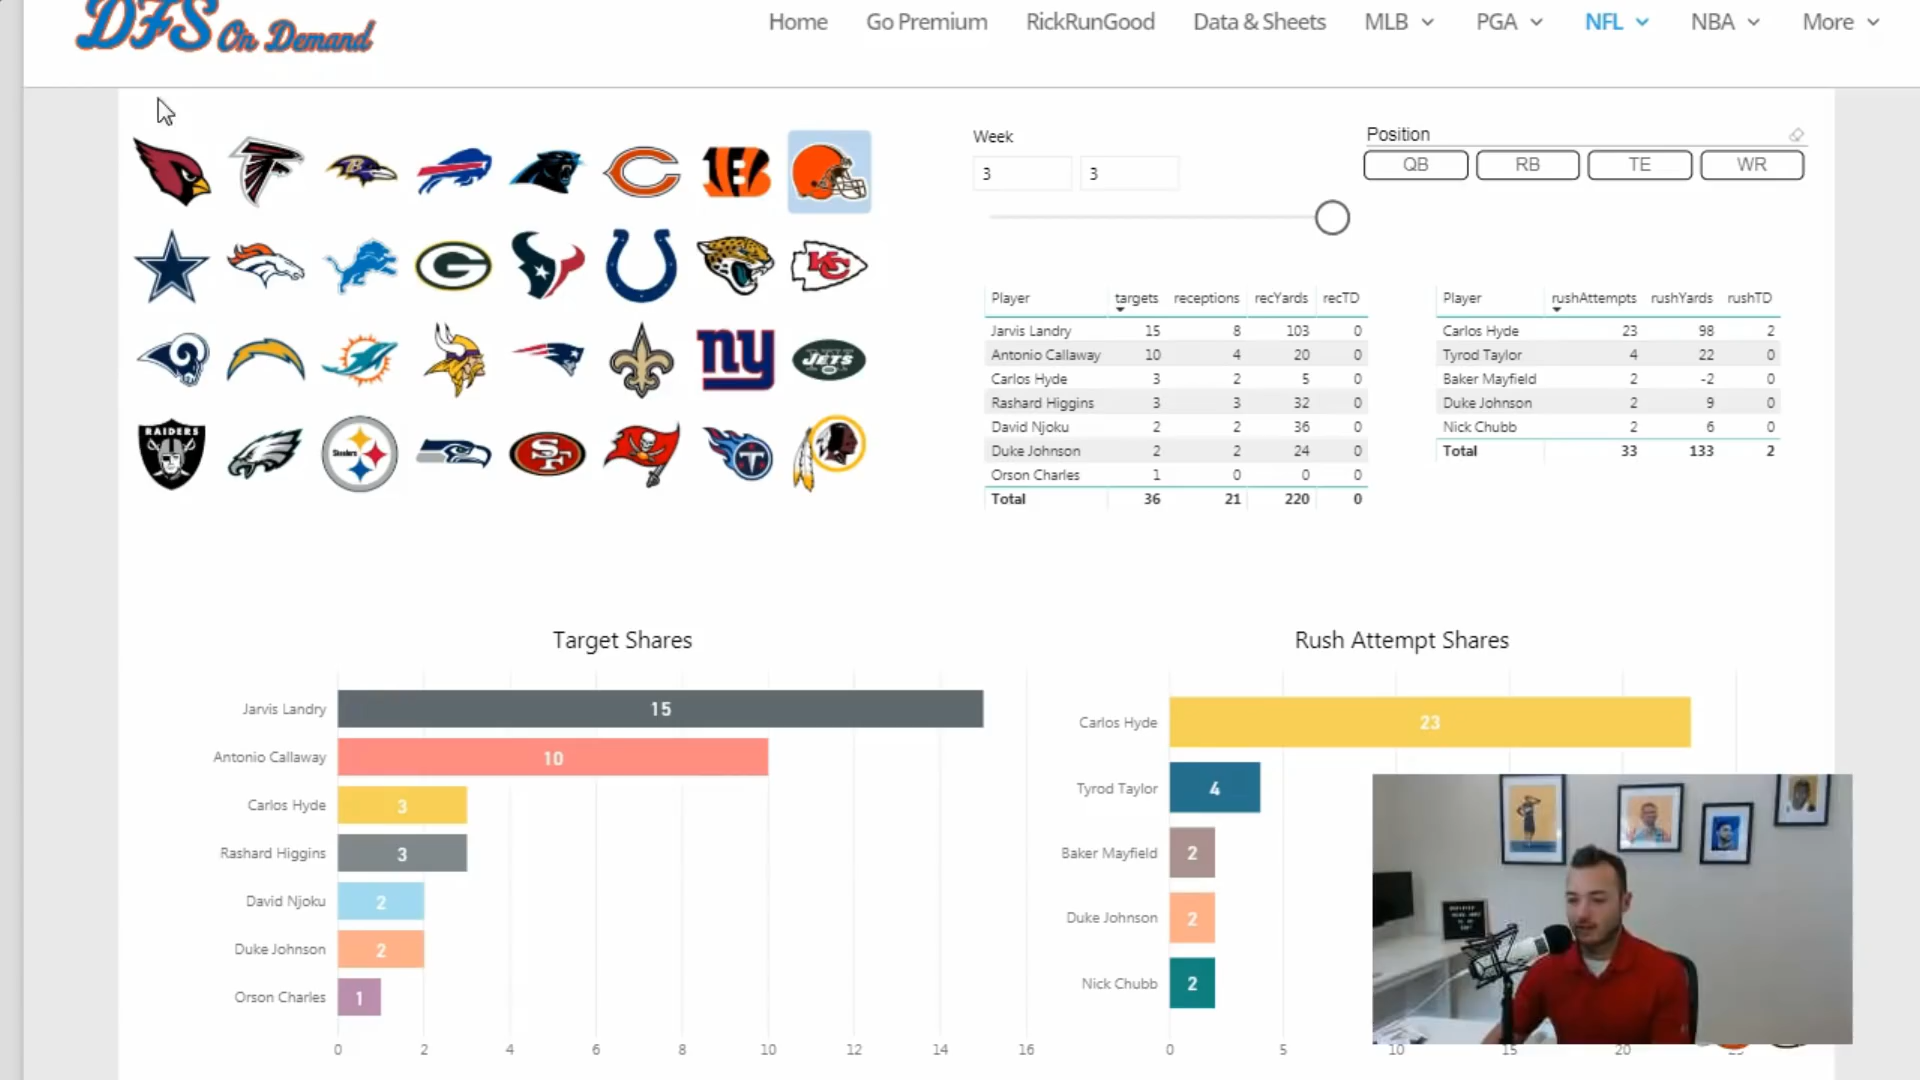 DFS On Demand
Home Go Premium RickRunGood Data & Sheets MLB PGA NFL NBA More
Week
3 3
Position
QB RB TE WR
RAIDERS
Steelers
ny
JETS
KC
SF
T
G
B
Player targets receptions recYards recTD
Jarvis Landry 15 8 103 0
Antonio Callaway 10 4 20 0
Carlos Hyde 3 2 5 0
Rashard Higgins 3 3 32 0
David Njoku 2 2 36 0
Duke Johnson 2 2 24 0
Orson Charles 1 0 0 0
Total 36 21 220 0
Player rushAttempts rushYards rushTD
Carlos Hyde 23 98 2
Tyrod Taylor 4 22 0
Baker Mayfield 2 -2 0
Duke Johnson 2 9 0
Nick Chubb 2 6 0
Total 33 133 2
Target Shares
Jarvis Landry 15
Antonio Callaway 10
Carlos Hyde 3
Rashard Higgins 3
David Njoku 2
Duke Johnson 2
Orson Charles 1
0 2 4 6 8 10 12 14 16
Rush Attempt Shares
Carlos Hyde 23
Tyrod Taylor 4
Baker Mayfield 2
Duke Johnson 2
Nick Chubb 2
0 5 10 15 20 25